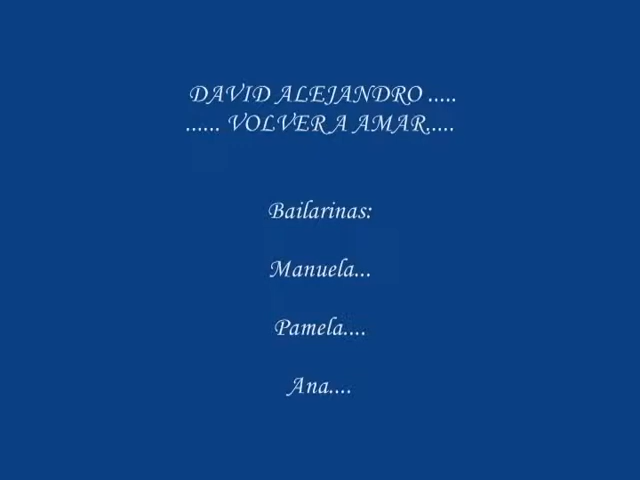 DAVID ALEJANDRO .....
...... VOLVER A AMAR.....
Bailarinas:
Manuela...
Pamela....
Ana....